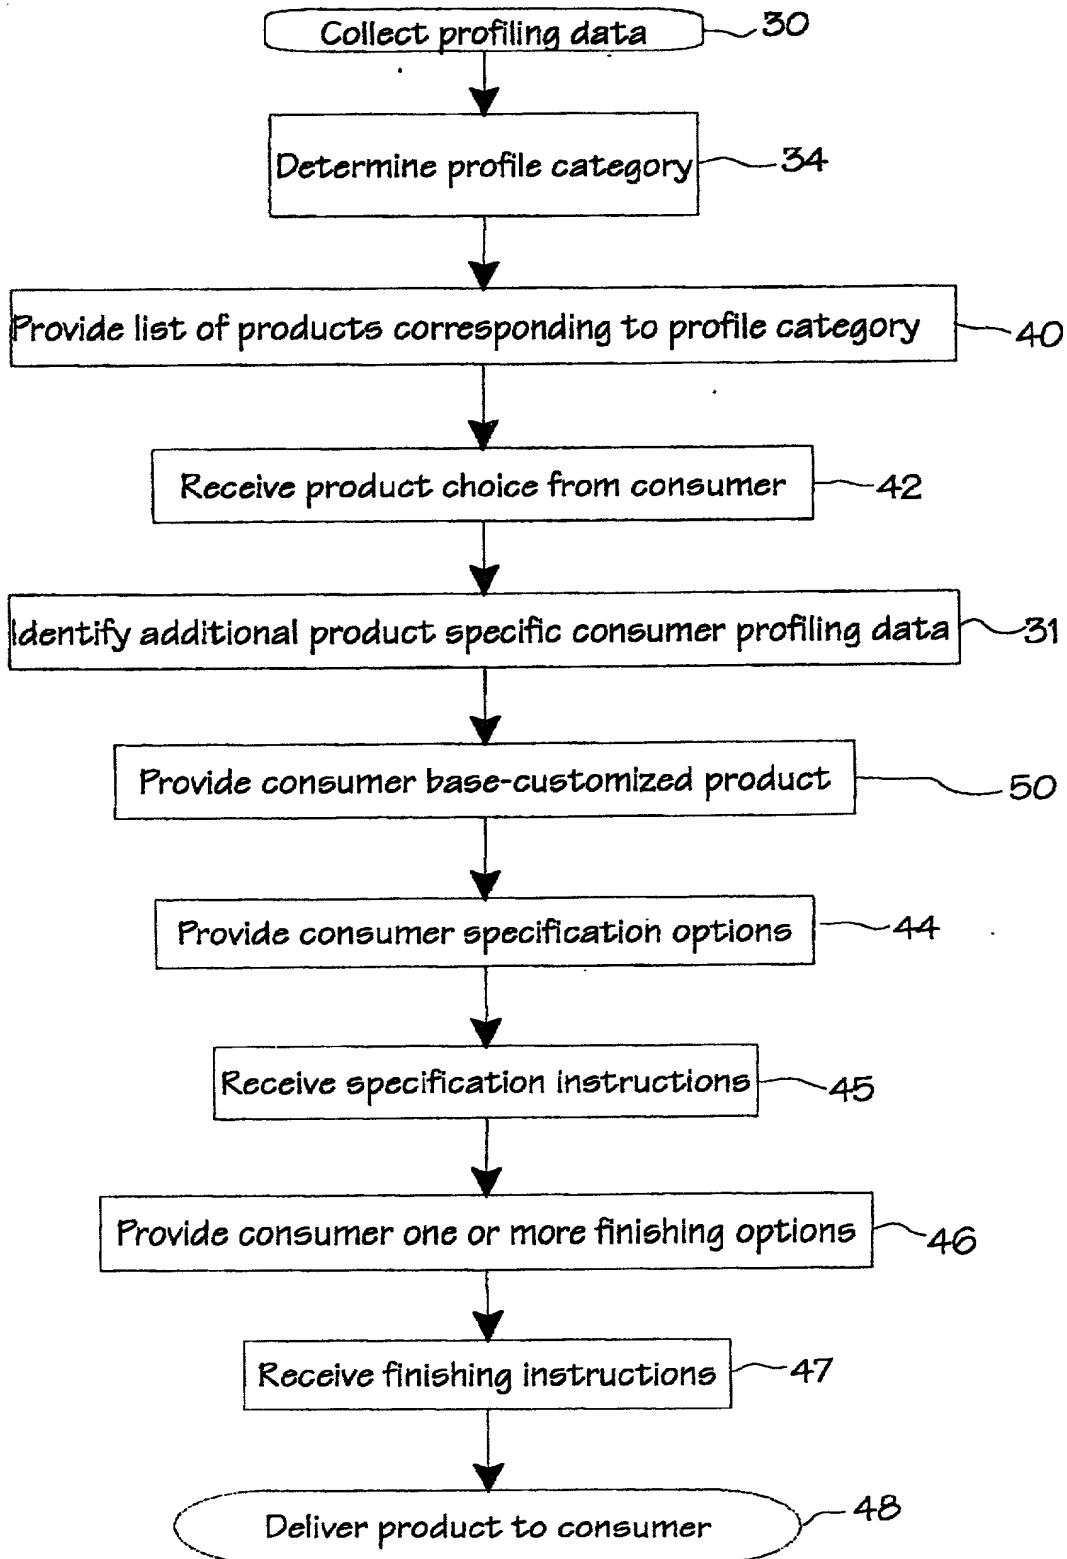 Collect profiling data 30
Determine profile category 34
Provide list of products corresponding to profile category 40
Receive product choice from consumer 42
Identify additional product specific consumer profiling data 31
Provide consumer base-customized product 50
Provide consumer specification options 44
Receive specification instructions 45
Provide consumer one or more finishing options 46
Receive finishing instructions 47
Deliver product to consumer 48